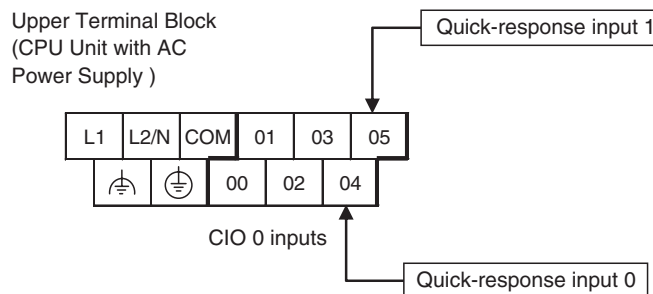 Upper Terminal Block
(CPU Unit with AC
Power Supply )
Quick-response input 1
L1 L2/N COM 01 03 05
00 02 04
CIO 0 inputs
Quick-response input 0